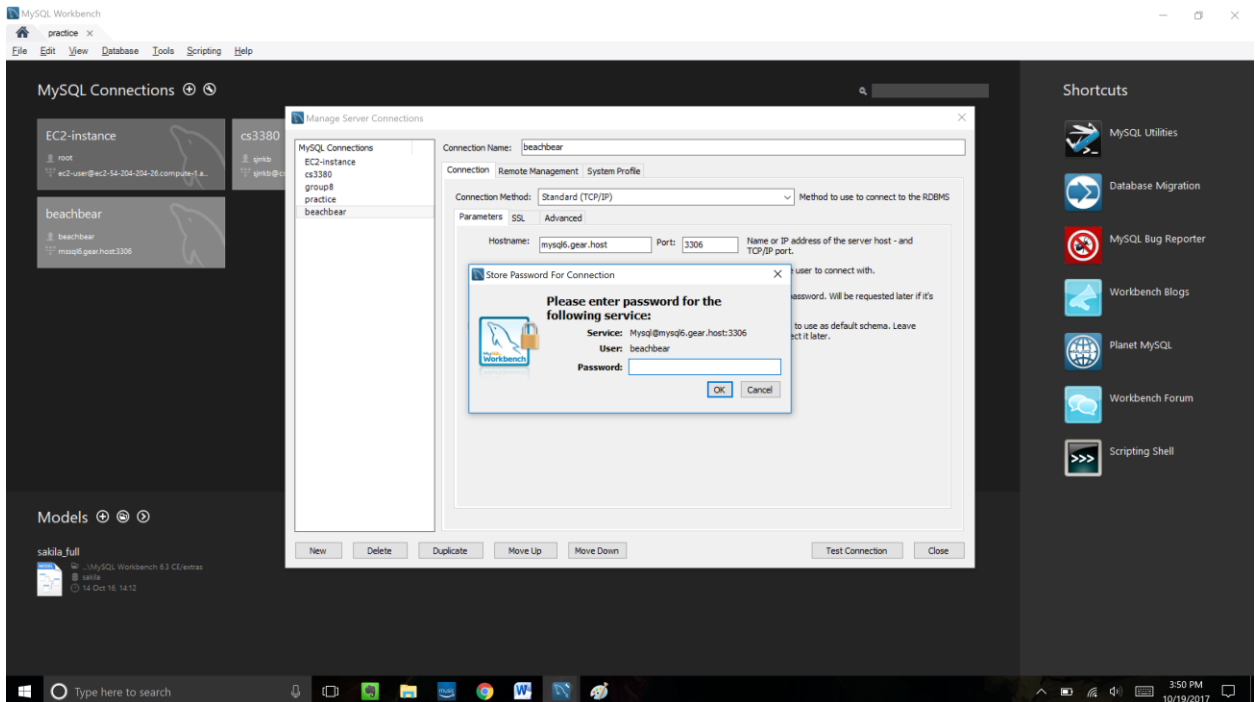 MySQL Workbench
practice ×
File Edit View Database Tools Scripting Help
MySQL Connections
EC2-instance
root
ec2-user@ec2-54-204-204-26.compute-1.a...
cs3380
sjrrkb
beachbear
beachbear
mssql6.gear.host:3306
Manage Server Connections
MySQL Connections
EC2-instance
cs3380
group8
practice
beachbear
Connection Name: beachbear
Connection Remote Management System Profile
Connection Method: Standard (TCP/IP) Method to use to connect to the RDBMS
Parameters SSL Advanced
Hostname: mysql6.gear.host Port: 3306 Name or IP address of the server host - and
TCP/IP port.
user to connect with.
password. Will be requested later if it's
to use as default schema. Leave
it later.
Store Password For Connection
Please enter password for the
following service:
Service: Mysql@mysql6.gear.host:3306
User: beachbear
Password:
MySQL
Workbench
OK Cancel
New Delete Duplicate Move Up Move Down Test Connection Close
Shortcuts
MySQL Utilities
Database Migration
MySQL Bug Reporter
Workbench Blogs
Planet MySQL
Workbench Forum
Scripting Shell
Models
sakila_full
..\MySQL Workbench 6.3 CE/extras
sakila
14 Oct 16, 14:12
Type here to search
music
3:50 PM
10/19/2017